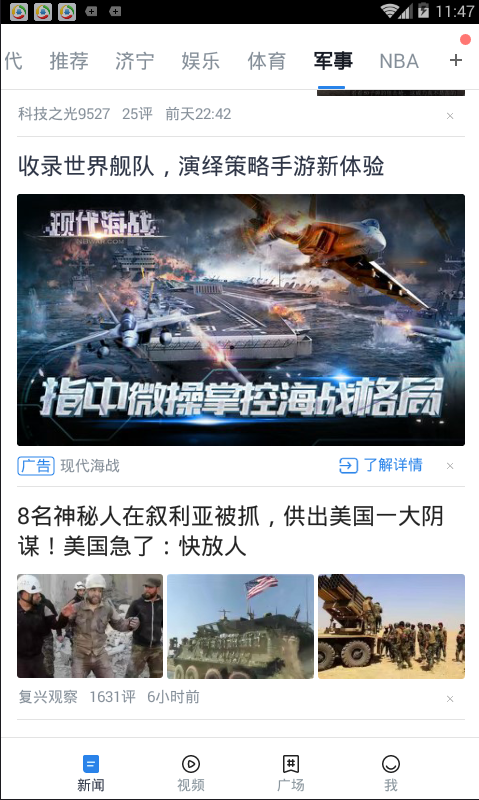 11:47
代 推荐 济宁 娱乐 体育 军事 NBA +
科技之光9527 25评 前天22:42
收录世界舰队，演绎策略手游新体验
现代海战
指中微操掌控海战格局
广告 现代海战 了解详情
8名神秘人在叙利亚被抓，供出美国一大阴
谋！美国急了：快放人
复兴观察 1631评 6小时前
新闻 视频 广场 我